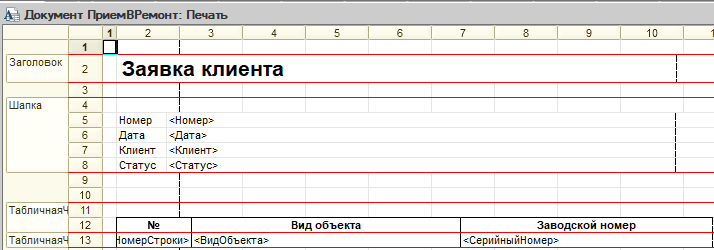 Документ ПриемВРемонт: Печать
1 2 3 4 5 6 7 8 9 10
1
Заголовок 2 Заявка клиента
3
Шапка 4
5 Номер <Номер>
6 Дата <Дата>
7 Клиент <Клиент>
8 Статус <Статус>
9
10
ТабличнаяЧ 11
12 № Вид объекта Заводской номер
ТабличнаяЧ 13 НомерСтроки> <ВидОбъекта> <СерийныйНомер>